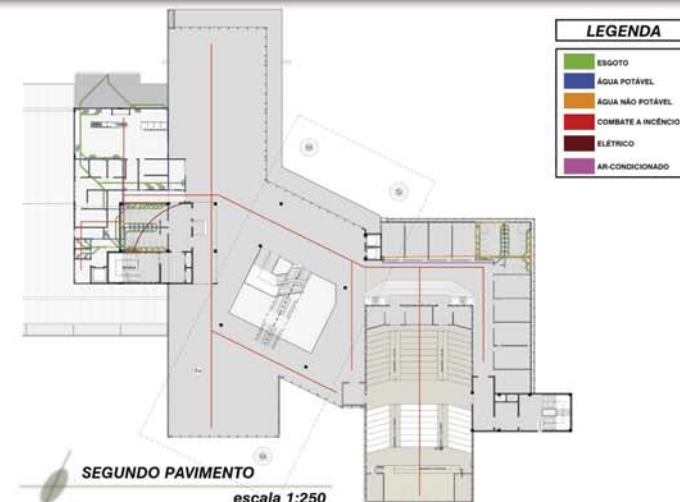 LEGENDA
ESGOTO
ÁGUA POTÁVEL
ÁGUA NÃO POTÁVEL
COMBATE A INCÊNCIO
ELÉTRICO
AR-CONDICIONADO
SEGUNDO PAVIMENTO
escala 1:250